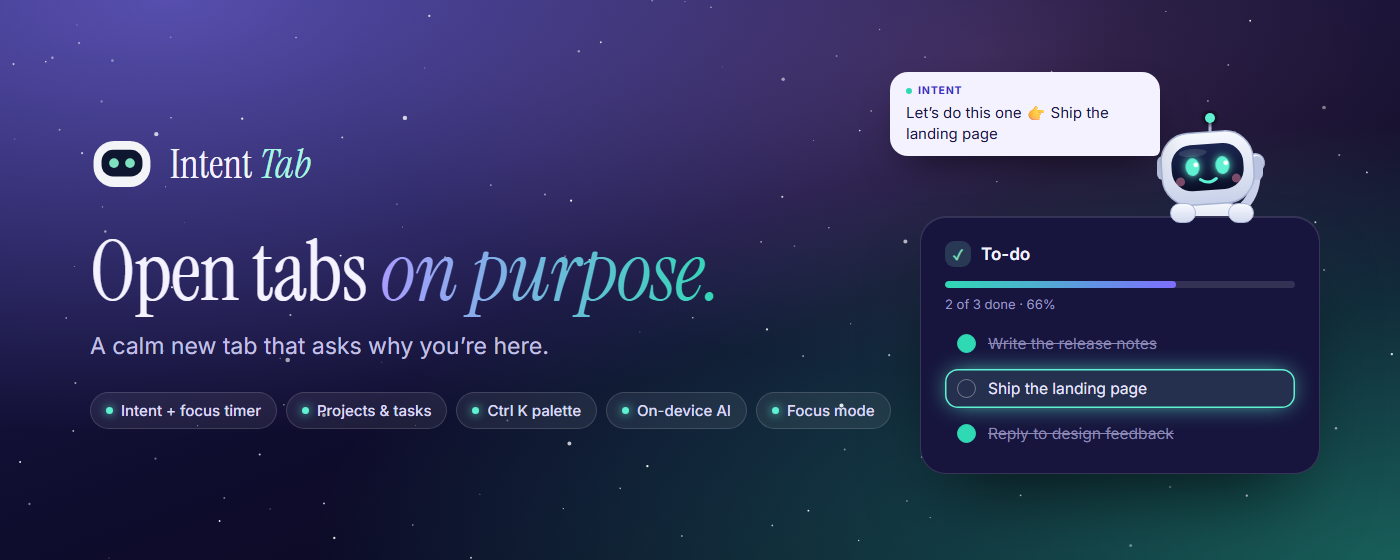 Intent Tab
Open tabs on purpose.
A calm new tab that asks why you’re here.
Intent + focus timer
Projects & tasks
Ctrl K palette
On-device AI
Focus mode
INTENT
Let’s do this one 👉 Ship the
landing page
✓ To-do
2 of 3 done · 66%
Write the release notes
Ship the landing page
Reply to design feedback